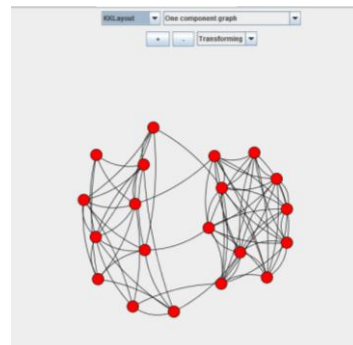 KKLayout One component graph
+ - Transforming